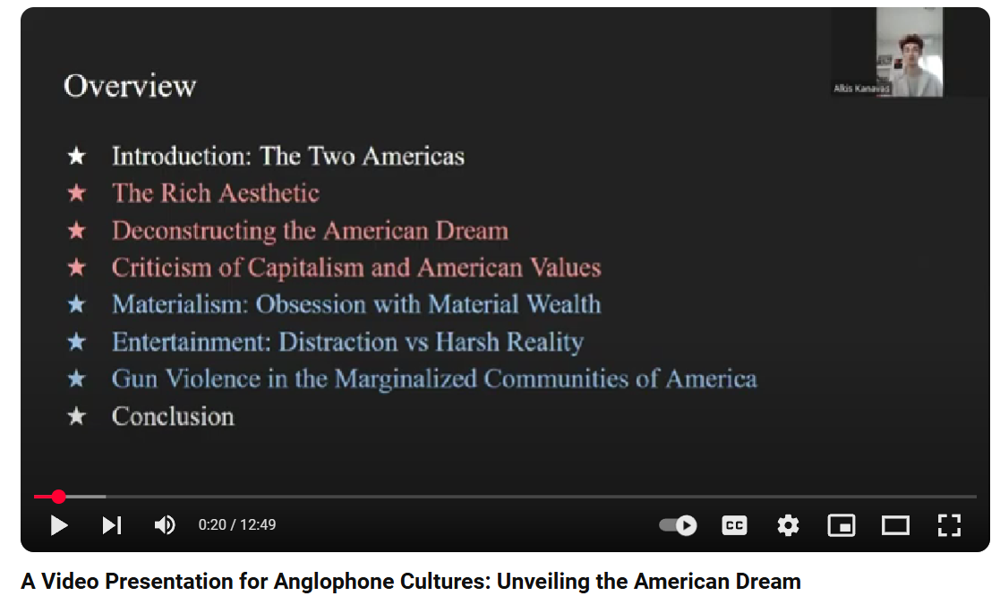 Overview
Alkis Kanavas
★ Introduction: The Two Americas
★ The Rich Aesthetic
★ Deconstructing the American Dream
★ Criticism of Capitalism and American Values
★ Materialism: Obsession with Material Wealth
★ Entertainment: Distraction vs Harsh Reality
★ Gun Violence in the Marginalized Communities of America
★ Conclusion
0:20 / 12:49
CC
A Video Presentation for Anglophone Cultures: Unveiling the American Dream